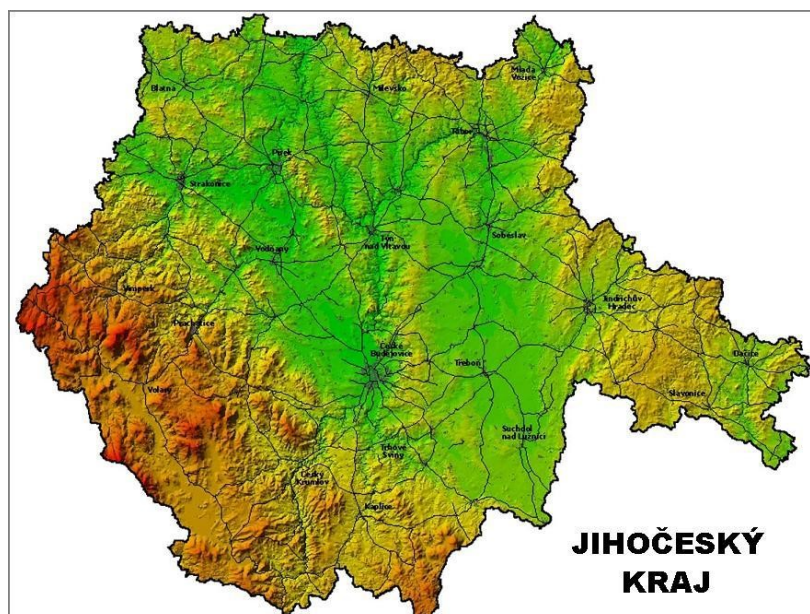 Mladá
Vožice
Blatná
Milevsko
Tábor
Písek
Strakonice
Týn
nad Vltavou
Soběslav
Vodňany
Vimperk
Jindřichův
Hradec
Prachatice
České
Budějovice
Dačice
Třeboň
Volary
Slavonice
Suchdol
nad Lužnicí
Trhové
Sviny
Český
Krumlov
Kaplice
JIHOČESKÝ
KRAJ